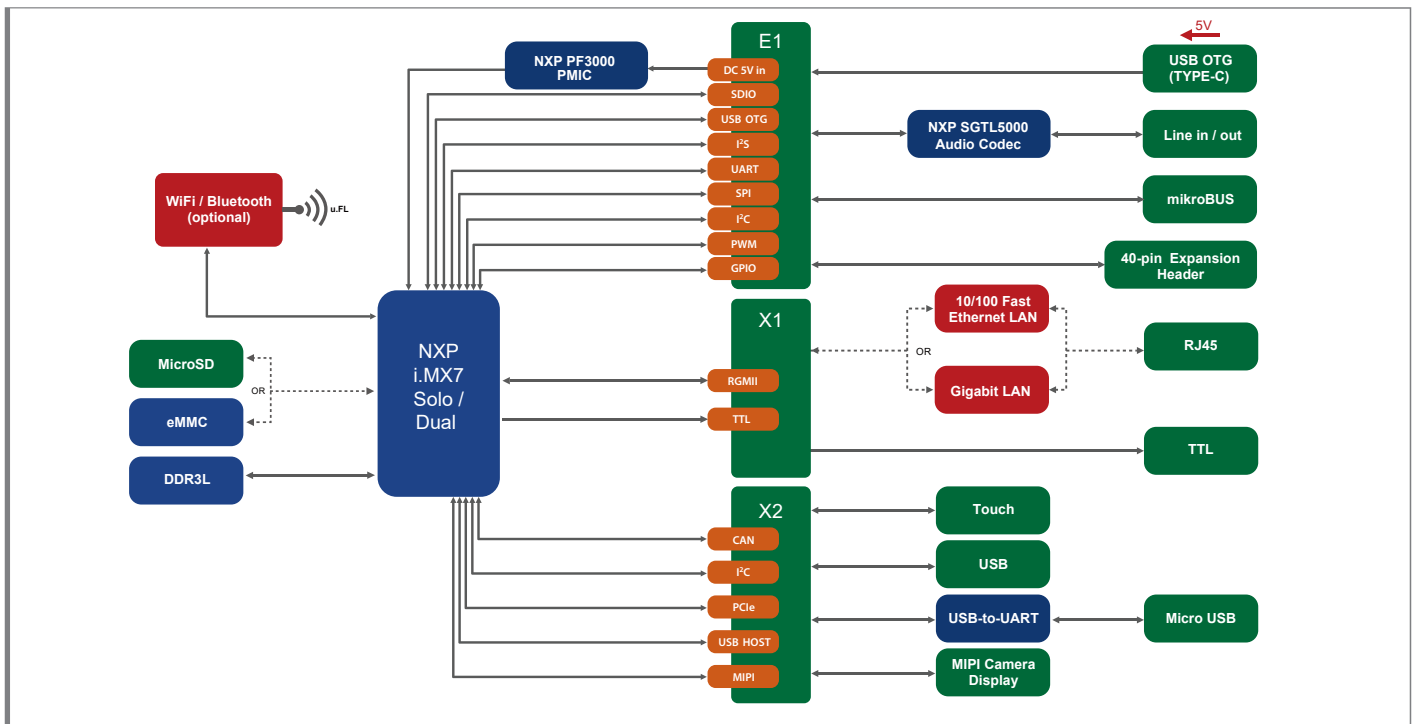 E1
5V
NXP PF3000
PMIC
DC 5V in
USB OTG
(TYPE-C)
SDIO
USB OTG
NXP SGTL5000
Audio Codec
Line in / out
I²S
UART
WiFi / Bluetooth
(optional)
u.FL
SPI
mikroBUS
I²C
PWM
GPIO
40-pin Expansion
Header
X1
10/100 Fast
Ethernet LAN
OR
RJ45
Gigabit LAN
MicroSD
OR
eMMC
DDR3L
NXP
i.MX7
Solo /
Dual
RGMII
TTL
TTL
X2
Touch
CAN
I²C
USB
PCIe
USB-to-UART
Micro USB
USB HOST
MIPI
MIPI Camera
Display